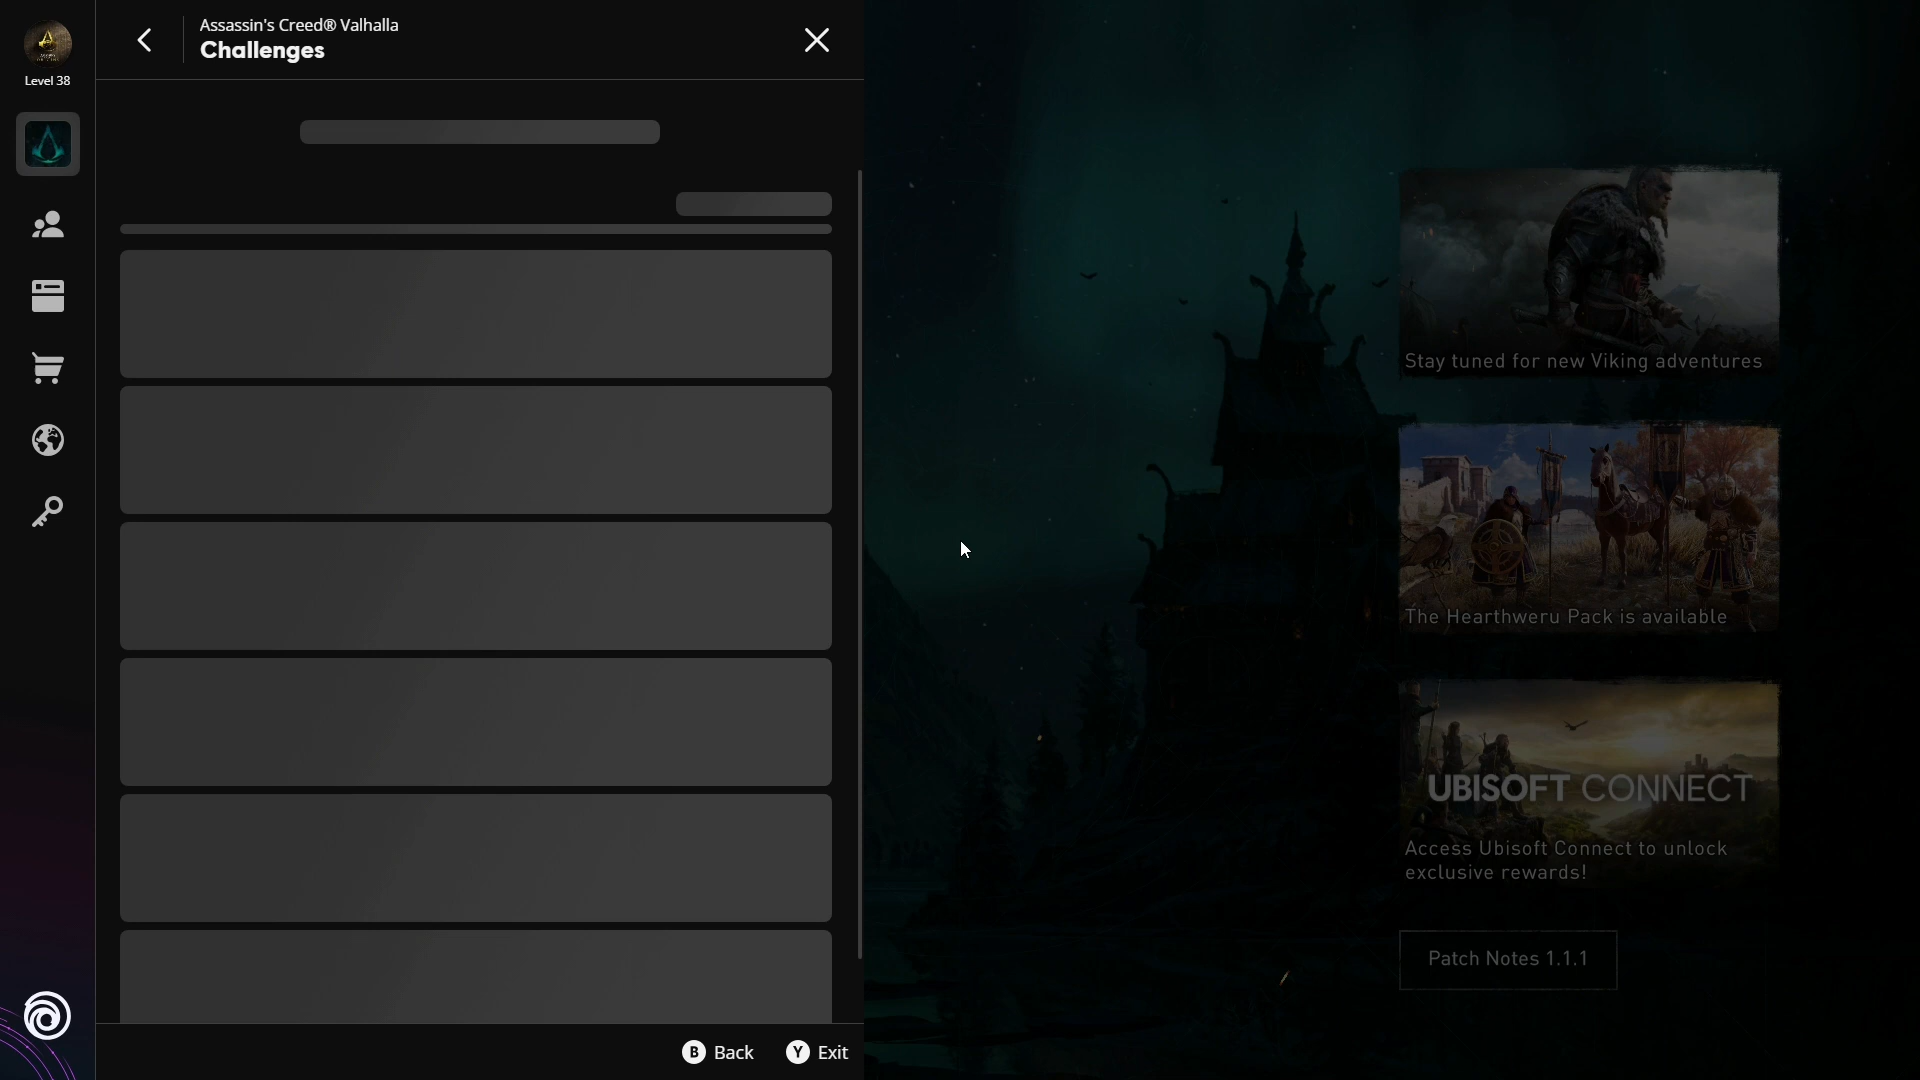 Level 38
Assassin's Creed® Valhalla
Challenges
Stay tuned for new Viking adventures
The Hearthweru Pack is available
UBISOFT CONNECT
Access Ubisoft Connect to unlock
exclusive rewards!
Patch Notes 1.1.1
B Back
Y Exit